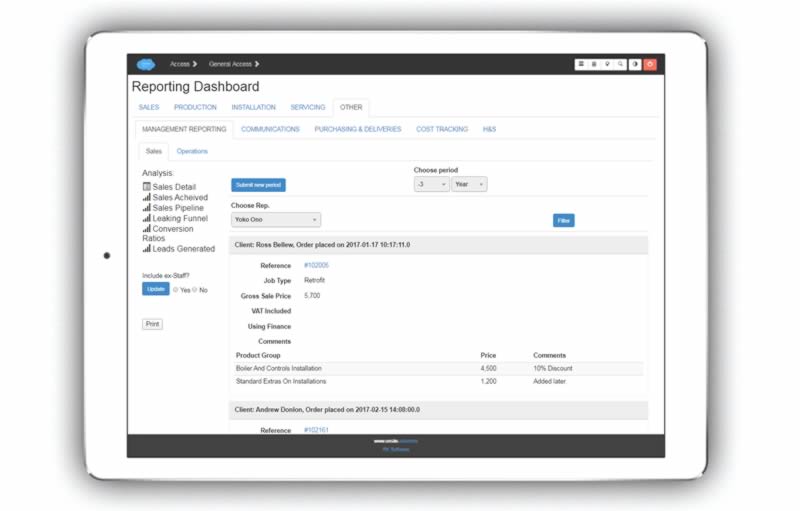 Access
General Access
Reporting Dashboard
SALES PRODUCTION INSTALLATION SERVICING OTHER
MANAGEMENT REPORTING COMMUNICATIONS PURCHASING & DELIVERIES COST TRACKING H&S
Sales Operations
Analysis:
Sales Detail
Sales Acheived
Sales Pipeline
Leaking Funnel
Conversion
Ratios
Leads Generated
Include ex-Staff?
Update Yes No
Print
Submit new period
Choose period
-3 Year
Choose Rep.
Yoko Ono
Filter
Client: Ross Bellew, Order placed on 2017-01-17 10:17:11.0
Reference #102005
Job Type Retrofit
Gross Sale Price 5,700
VAT Included
Using Finance
Comments
Product Group Price Comments
Boiler And Controls Installation 4,500 10% Discount
Standard Extras On Installations 1,200 Added later
Client: Andrew Donlon, Order placed on 2017-02-15 14:08:00.0
Reference #102161